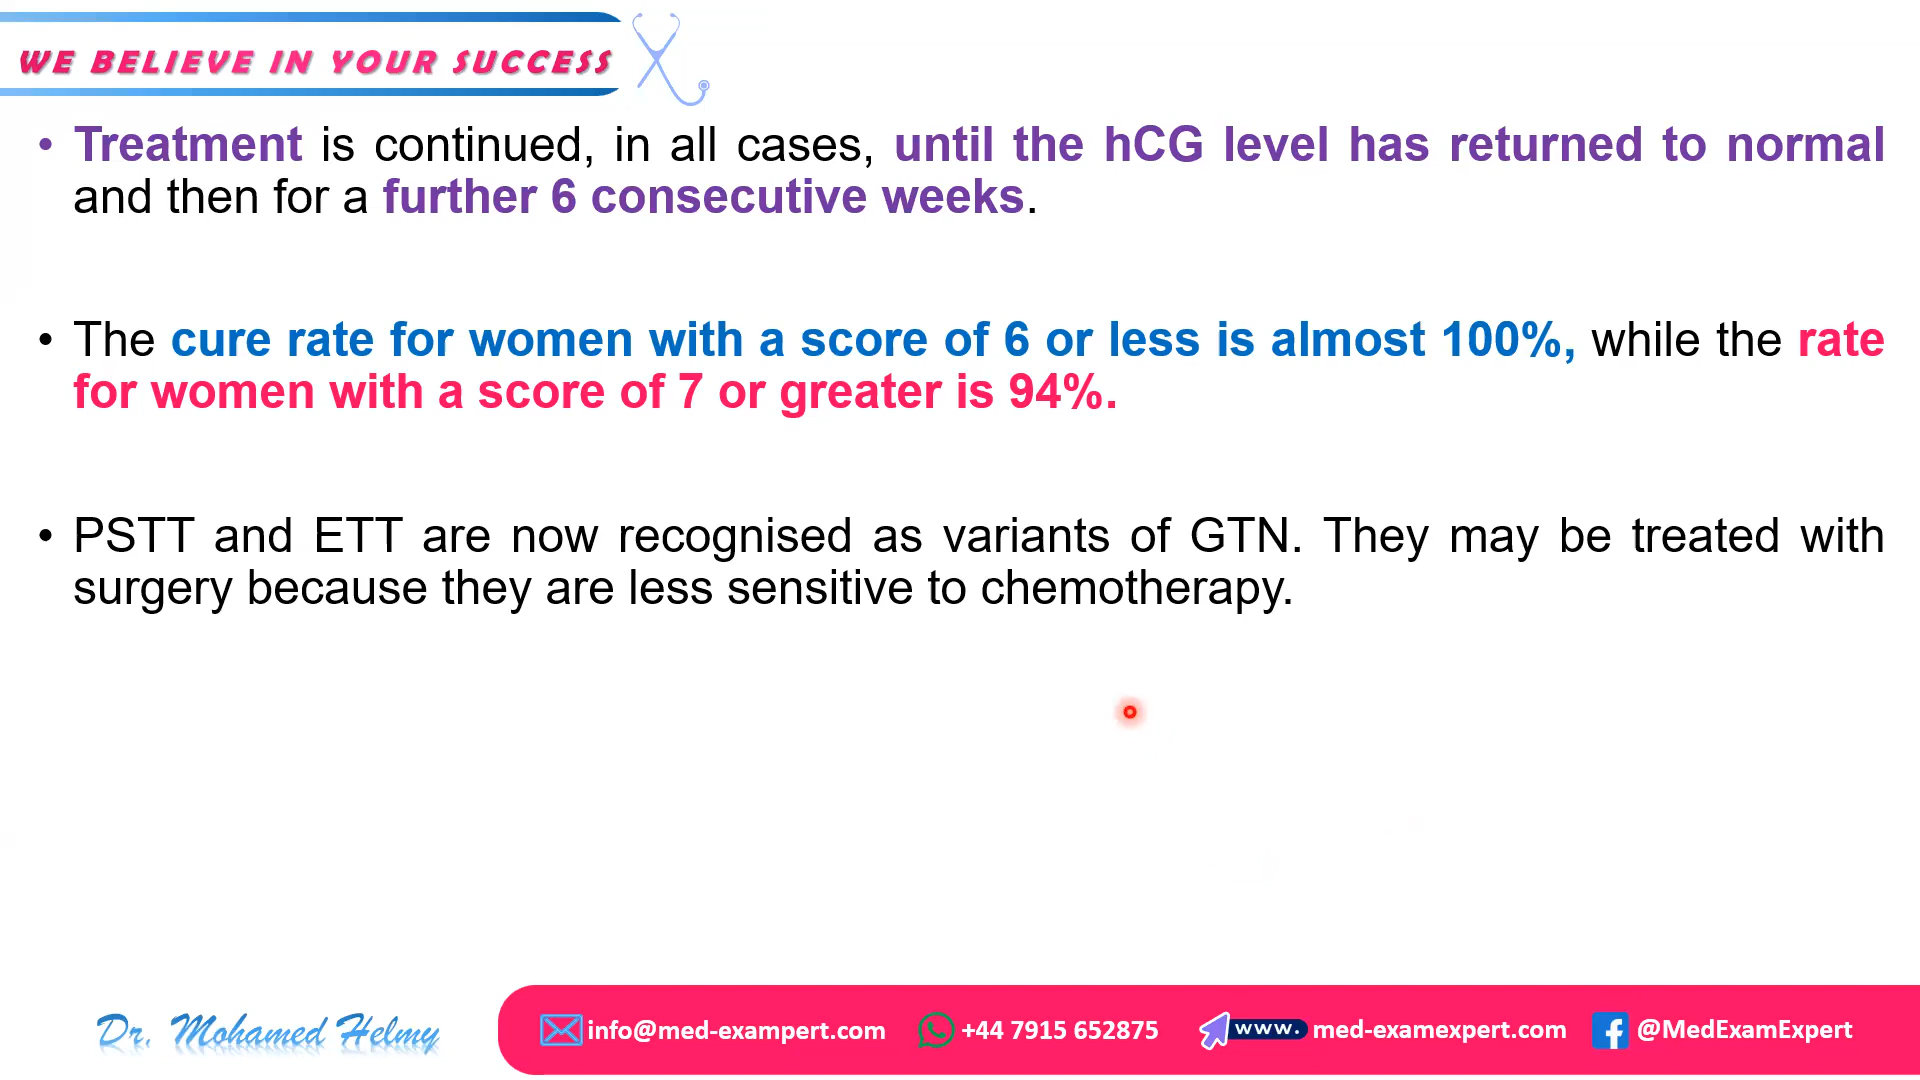 WE BELIEVE IN YOUR SUCCESS
• Treatment is continued, in all cases, until the hCG level has returned to normal
and then for a further 6 consecutive weeks.
• The cure rate for women with a score of 6 or less is almost 100%, while the rate
for women with a score of 7 or greater is 94%.
• PSTT and ETT are now recognised as variants of GTN. They may be treated with
surgery because they are less sensitive to chemotherapy.
Dr. Mohamed Helmy
info@med-exampert.com
+44 7915 652875
www. med-examexpert.com
@MedExamExpert